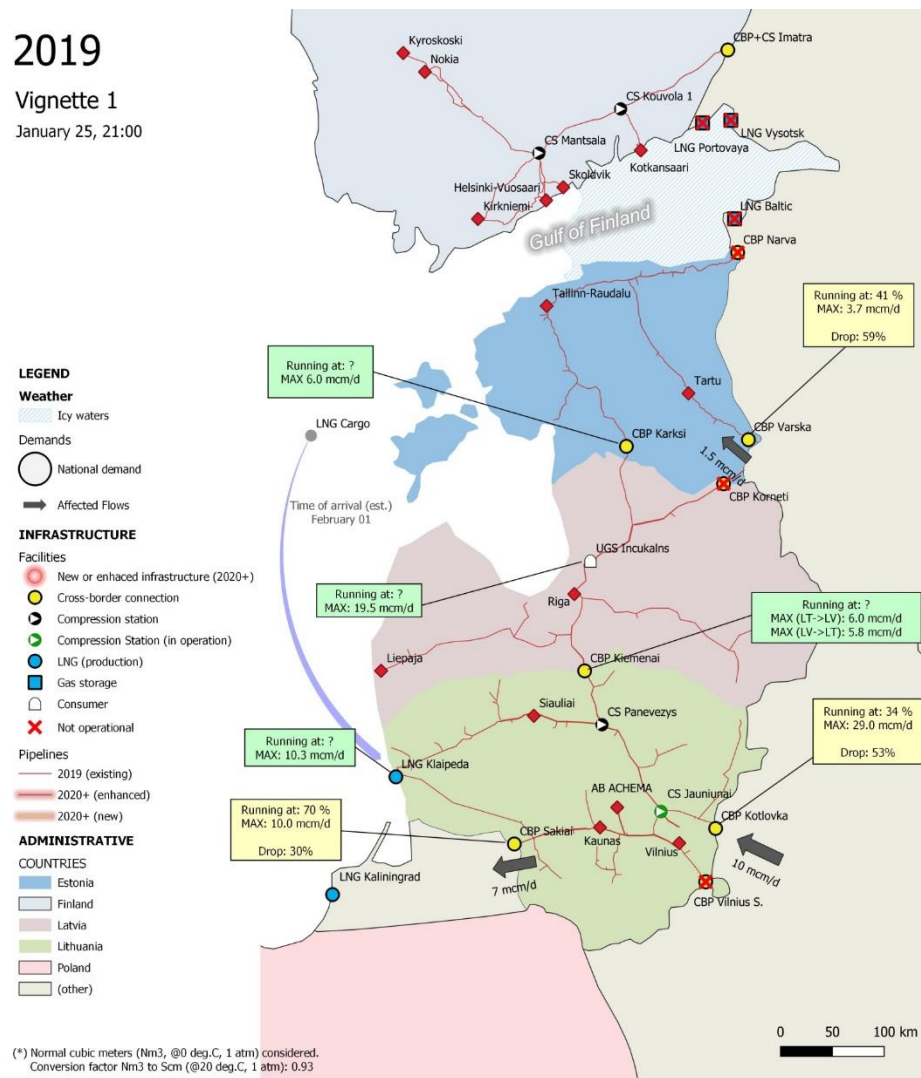 2019
Vignette 1
January 25, 21:00
Kyroskoski
Nokia
CBP+CS Imatra
CS Kouvola 1
CS Mantsala
LNG Vysotsk
LNG Portovaya
Kotkansaari
Skoldvik
Helsinki-Vuosaari
Kirkniemi
LNG Baltic
Gulf of Finland
CBP Narva
Tallinn-Raudalu
Running at: 41 %
MAX: 3.7 mcm/d
Drop: 59%
Running at: ?
MAX 6.0 mcm/d
Tartu
LEGEND
Weather
Icy waters
Demands
National demand
Affected Flows
LNG Cargo
CBP Karksi
CBP Varska
1.5 mcm/d
CBP Korneti
Time of arrival (est.)
February 01
INFRASTRUCTURE
Facilities
New or enhaced infrastructure (2020+)
Cross-border connection
Compression station
Compression Station (in operation)
LNG (production)
Gas storage
Consumer
Not operational
Pipelines
2019 (existing)
2020+ (enhanced)
2020+ (new)
ADMINISTRATIVE
COUNTRIES
Estonia
Finland
Latvia
Lithuania
Poland
(other)
UGS Incukalns
Running at: ?
MAX: 19.5 mcm/d
Riga
Running at: ?
MAX (LT->LV): 6.0 mcm/d
MAX (LV->LT): 5.8 mcm/d
Liepaja
CBP Kiemenai
Siauliai
CS Panevezys
Running at: 34 %
MAX: 29.0 mcm/d
Drop: 53%
Running at: ?
MAX: 10.3 mcm/d
LNG Klaipeda
AB ACHEMA
CS Jauniunai
CBP Kotlovka
Running at: 70 %
MAX: 10.0 mcm/d
Drop: 30%
CBP Sakiai
Kaunas
Vilnius
10 mcm/d
7 mcm/d
LNG Kaliningrad
CBP Vilnius S.
0 50 100 km
(*) Normal cubic meters (Nm3, @0 deg.C, 1 atm) considered.
Conversion factor Nm3 to Scm (@20 deg.C, 1 atm): 0.93